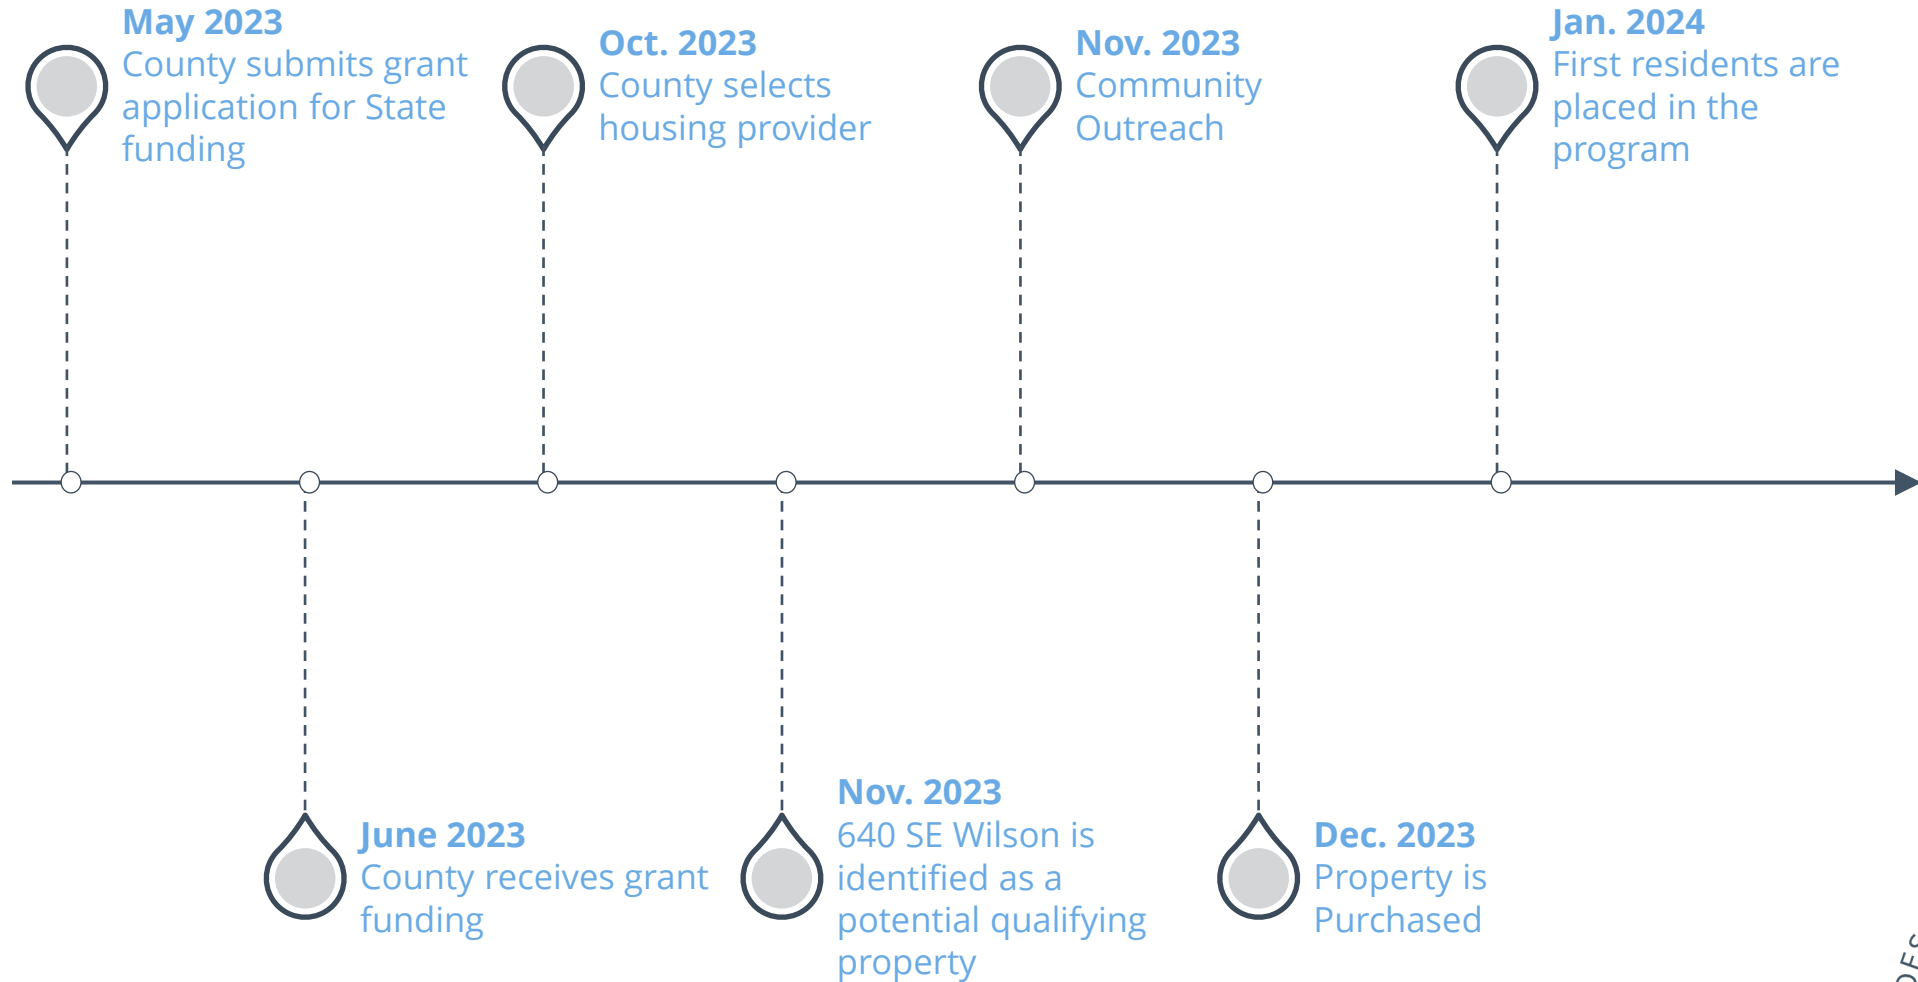 May 2023
County submits grant
application for State
funding
June 2023
County receives grant
funding
Oct. 2023
County selects
housing provider
Nov. 2023
640 SE Wilson is
identified as a
potential qualifying
property
Nov. 2023
Community
Outreach
Dec. 2023
Property is
Purchased
Jan. 2024
First residents are
placed in the
program